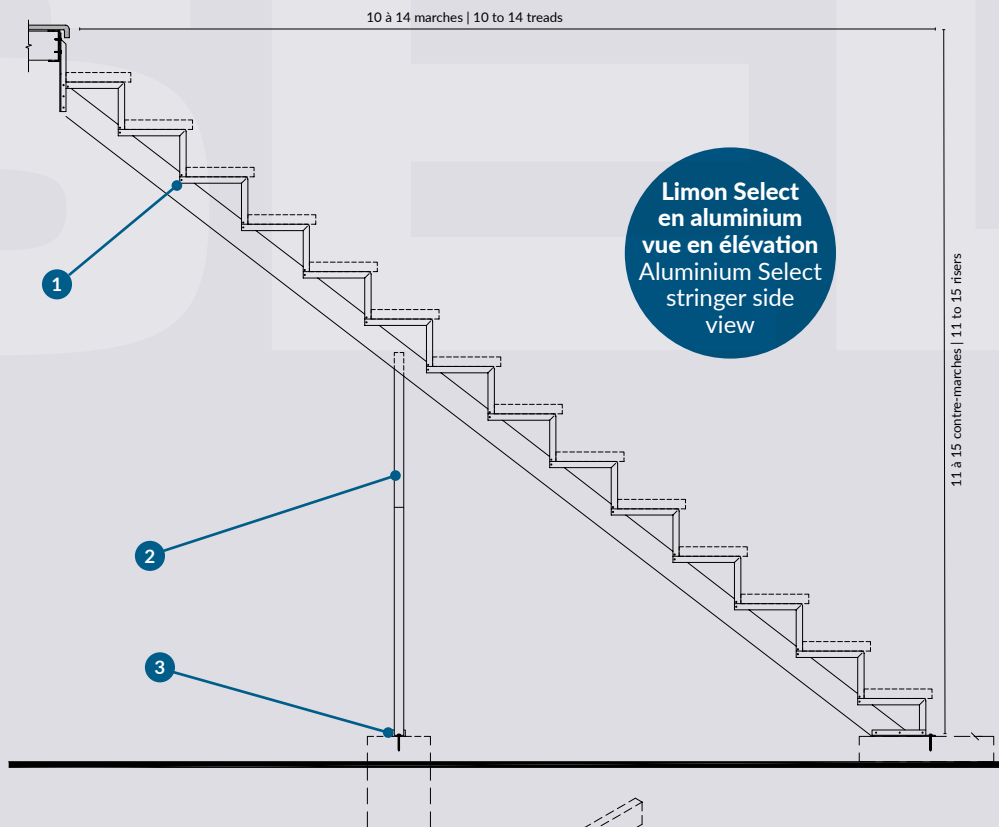 10 à 14 marches | 10 to 14 treads
Limon Select
en aluminium
vue en élévation
Aluminium Select
stringer side
view
11 à 15 contre-marches | 11 to 15 risers
1
2
3